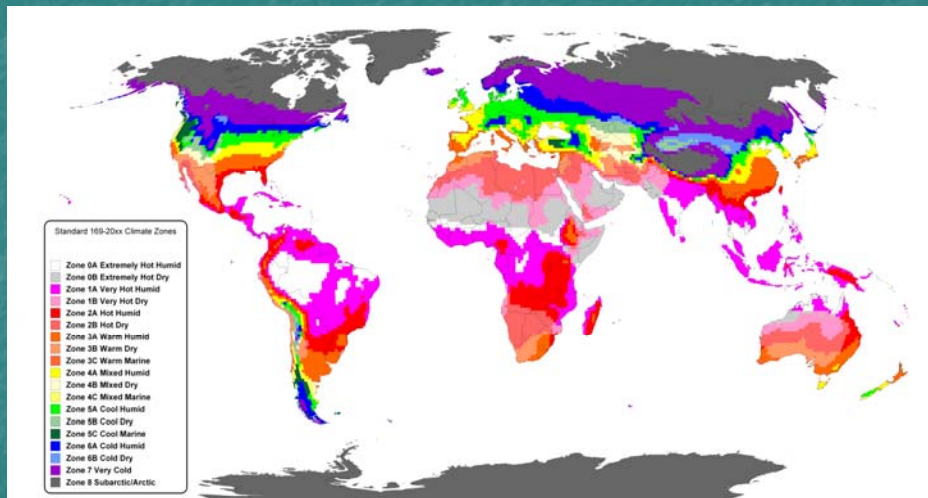 Standard 169-20xx Climate Zones
Zone 0A Extremely Hot Humid
Zone 0B Extremely Hot Dry
Zone 1A Very Hot Humid
Zone 1B Very Hot Dry
Zone 2A Hot Humid
Zone 2B Hot Dry
Zone 3A Warm Humid
Zone 3B Warm Dry
Zone 3C Warm Marine
Zone 4A Mixed Humid
Zone 4B Mixed Dry
Zone 4C Mixed Marine
Zone 5A Cool Humid
Zone 5B Cool Dry
Zone 5C Cool Marine
Zone 6A Cold Humid
Zone 6B Cold Dry
Zone 7 Very Cold
Zone 8 Subarctic/Arctic